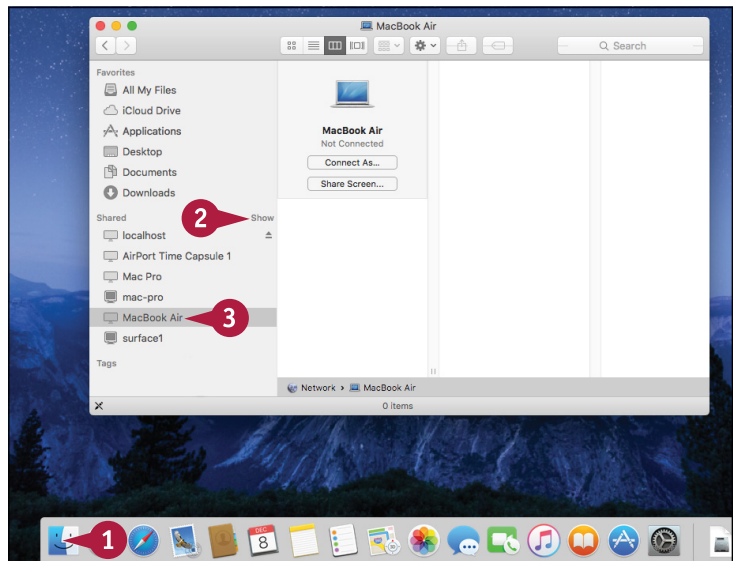 MacBook Air
Search
Favorites
All My Files
iCloud Drive
Applications
Desktop
Documents
Downloads
Shared
Show
localhost
AirPort Time Capsule 1
Mac Pro
mac-pro
MacBook Air
surface1
Tags
MacBook Air
Not Connected
Connect As...
Share Screen...
Network › MacBook Air
0 items
2
3
1
DEC
8